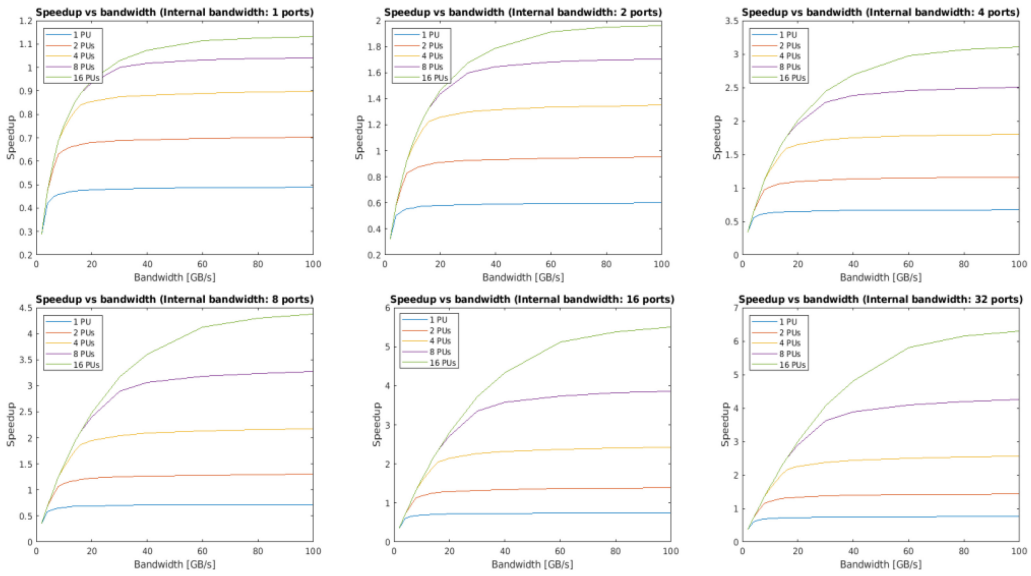 Speedup vs bandwidth (Internal bandwidth: 1 ports)
1.2
1.1
1
0.9
0.8
0.7
0.6
0.5
0.4
0.3
0.2
Speedup
1 PU
2 PUs
4 PUs
8 PUs
16 PUs
0 20 40 60 80 100
Bandwidth [GB/s]
Speedup vs bandwidth (Internal bandwidth: 2 ports)
2
1.8
1.6
1.4
1.2
1
0.8
0.6
0.4
0.2
Speedup
1 PU
2 PUs
4 PUs
8 PUs
16 PUs
0 20 40 60 80 100
Bandwidth [GB/s]
Speedup vs bandwidth (Internal bandwidth: 4 ports)
3.5
3
2.5
2
1.5
1
0.5
0
Speedup
1 PU
2 PUs
4 PUs
8 PUs
16 PUs
0 20 40 60 80 100
Bandwidth [GB/s]
Speedup vs bandwidth (Internal bandwidth: 8 ports)
4.5
4
3.5
3
2.5
2
1.5
1
0.5
0
Speedup
1 PU
2 PUs
4 PUs
8 PUs
16 PUs
0 20 40 60 80 100
Bandwidth [GB/s]
Speedup vs bandwidth (Internal bandwidth: 16 ports)
6
5
4
3
2
1
0
Speedup
1 PU
2 PUs
4 PUs
8 PUs
16 PUs
0 20 40 60 80 100
Bandwidth [GB/s]
Speedup vs bandwidth (Internal bandwidth: 32 ports)
7
6
5
4
3
2
1
0
Speedup
1 PU
2 PUs
4 PUs
8 PUs
16 PUs
0 20 40 60 80 100
Bandwidth [GB/s]